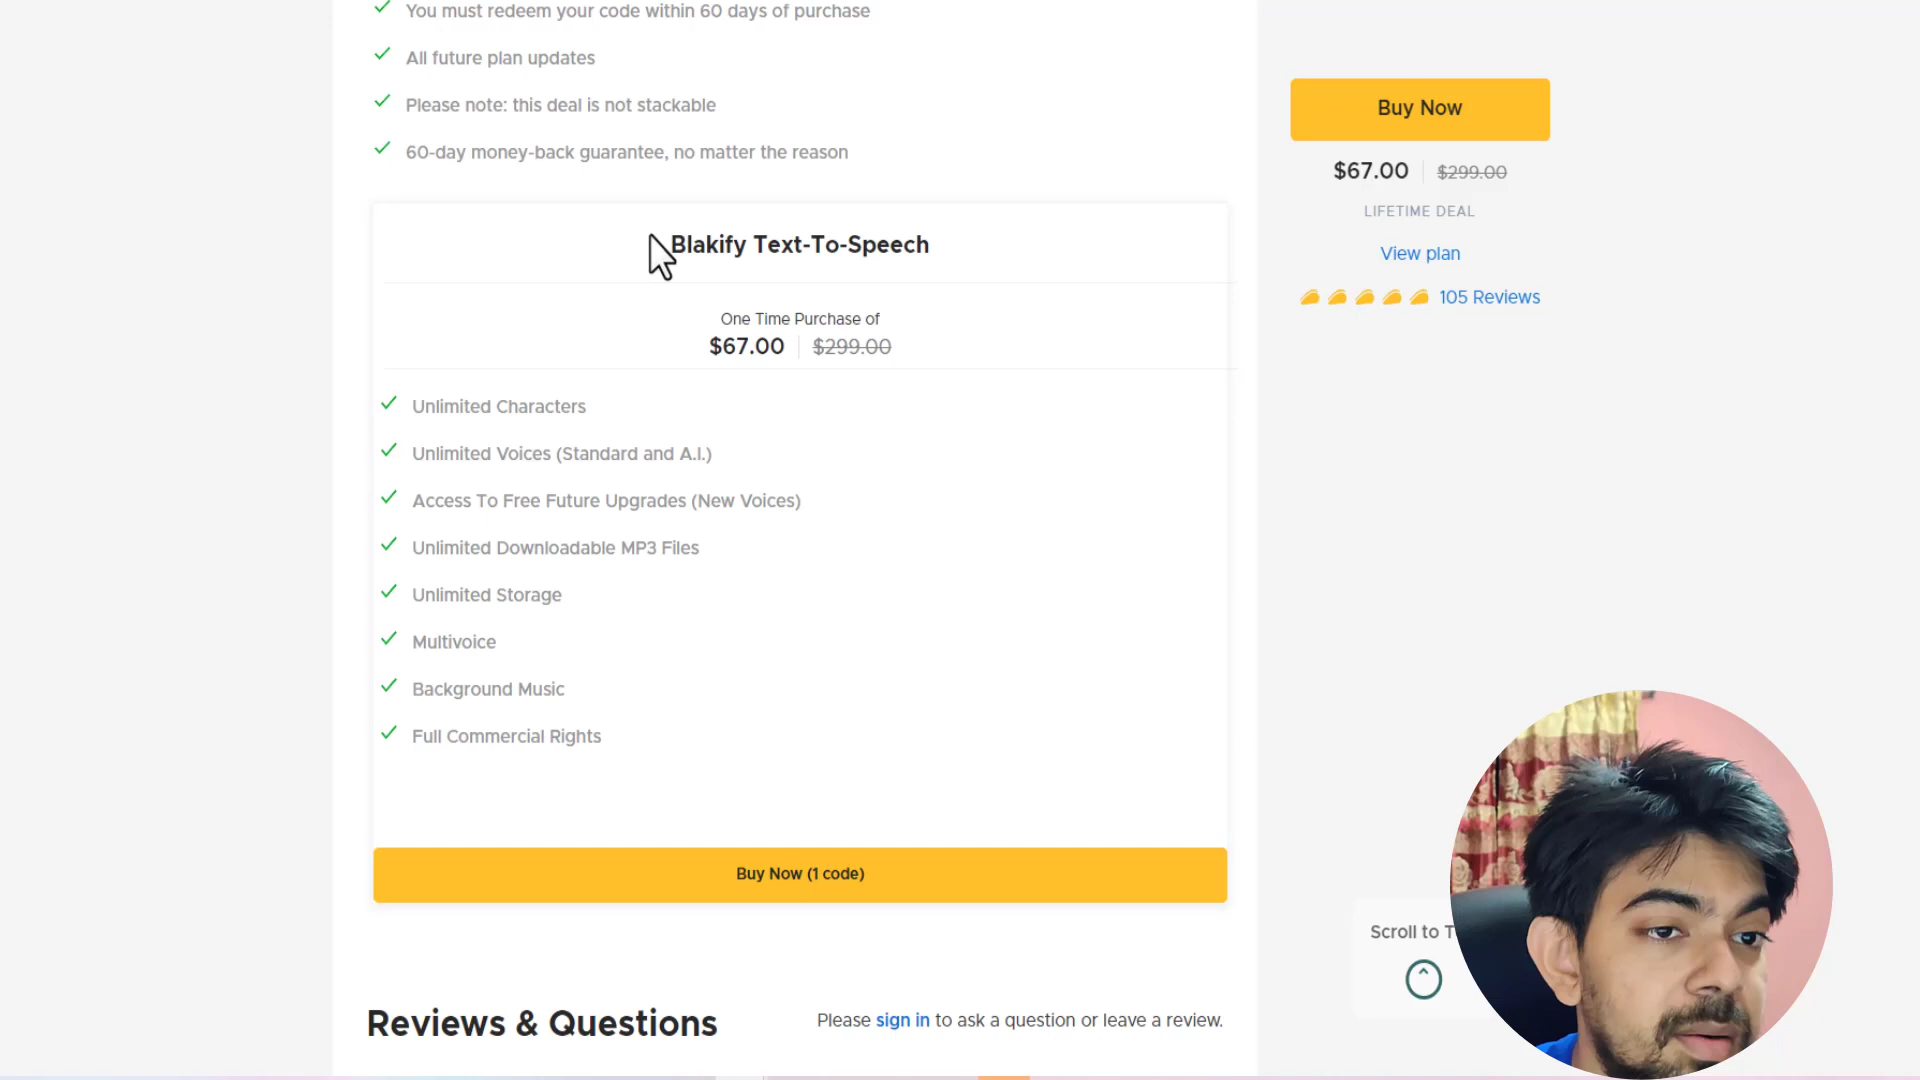 You must redeem your code within 60 days of purchase
All future plan updates
Please note: this deal is not stackable
60-day money-back guarantee, no matter the reason
Blakify Text-To-Speech
One Time Purchase of
$67.00 $299.00
Unlimited Characters
Unlimited Voices (Standard and A.I.)
Access To Free Future Upgrades (New Voices)
Unlimited Downloadable MP3 Files
Unlimited Storage
Multivoice
Background Music
Full Commercial Rights
Buy Now (1 code)
Reviews & Questions
Please sign in to ask a question or leave a review.
Buy Now
$67.00 $299.00
LIFETIME DEAL
View plan
105 Reviews
Scroll to T